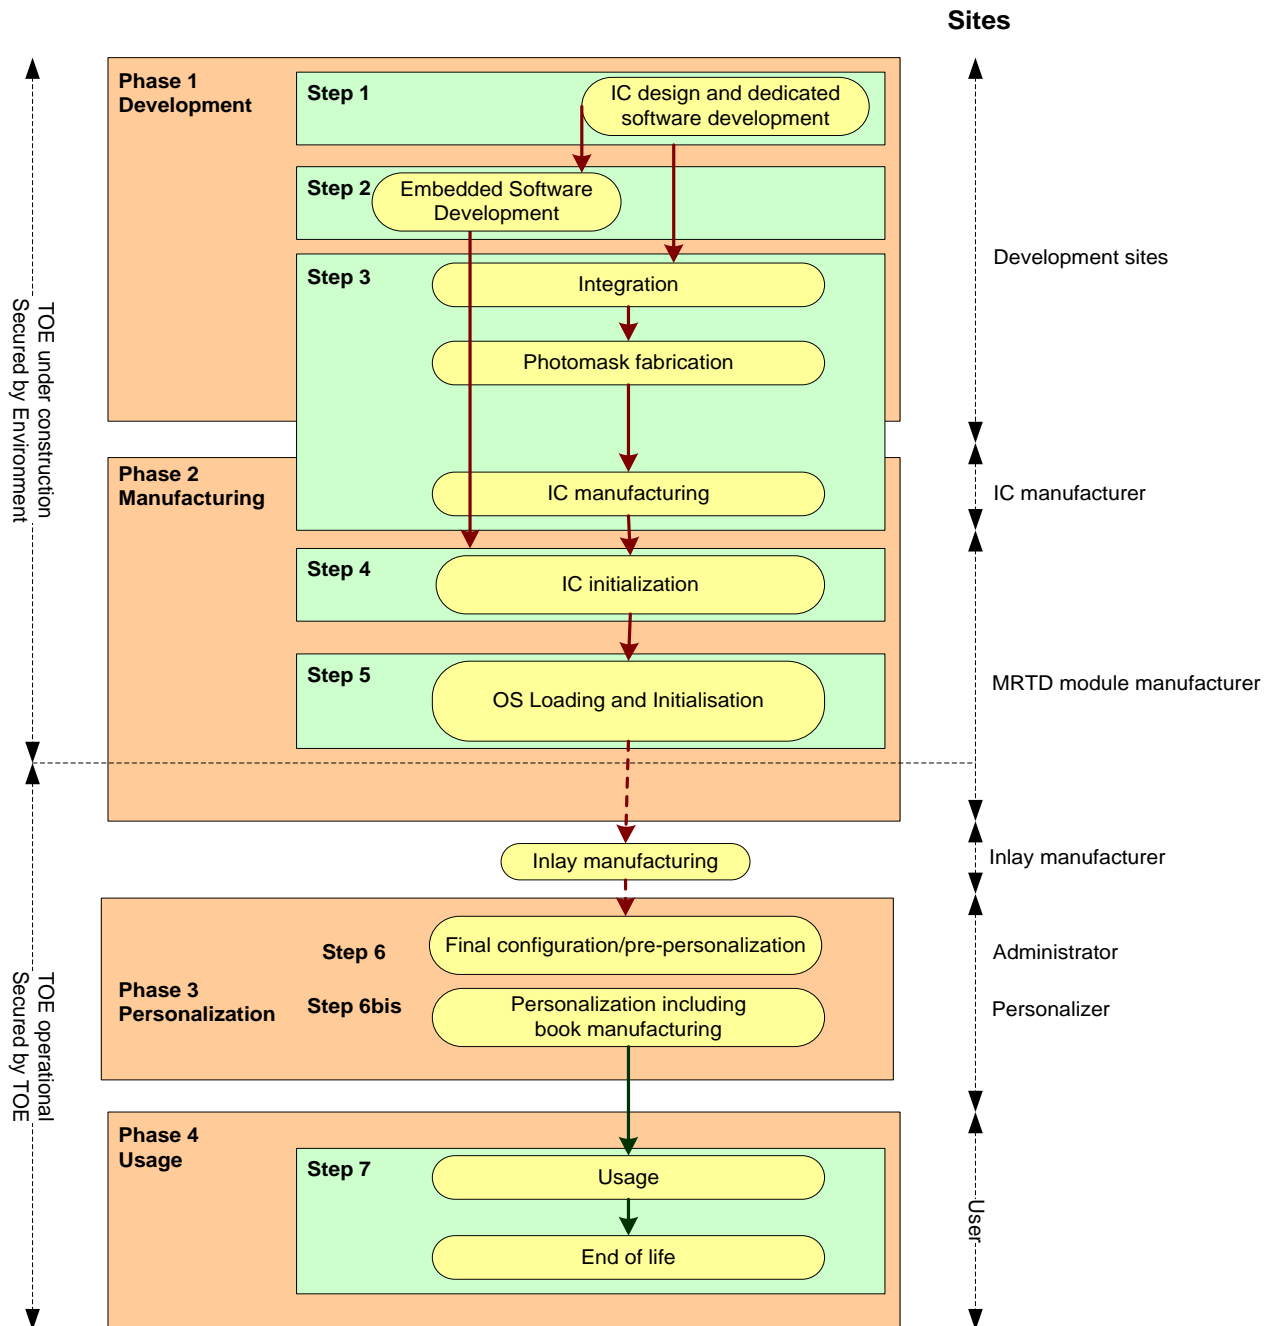 Sites
Phase 1
Development
Step 1
IC design and dedicated
software development
Step 2
Embedded Software
Development
Step 3
Integration
Development sites
Photomask fabrication
TOE under construction
Secured by Environment
Phase 2
Manufacturing
IC manufacturing
IC manufacturer
Step 4
IC initialization
Step 5
OS Loading and Initialisation
MRTD module manufacturer
Inlay manufacturing
Inlay manufacturer
Step 6
Final configuration/pre-personalization
Administrator
Phase 3
Personalization
Step 6bis
Personalization including
book manufacturing
Personalizer
TOE operational
Secured by TOE
Phase 4
Usage
Step 7
Usage
User
End of life